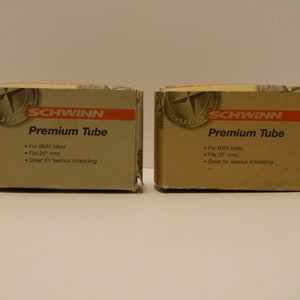 SCHWINN
Premium Tube
• For BMX bikes
• Fits 20" rims
• Great for serious shredding
SCHWINN
Premium Tube
• For BMX bikes
• Fits 20" rims
• Great for serious shredding